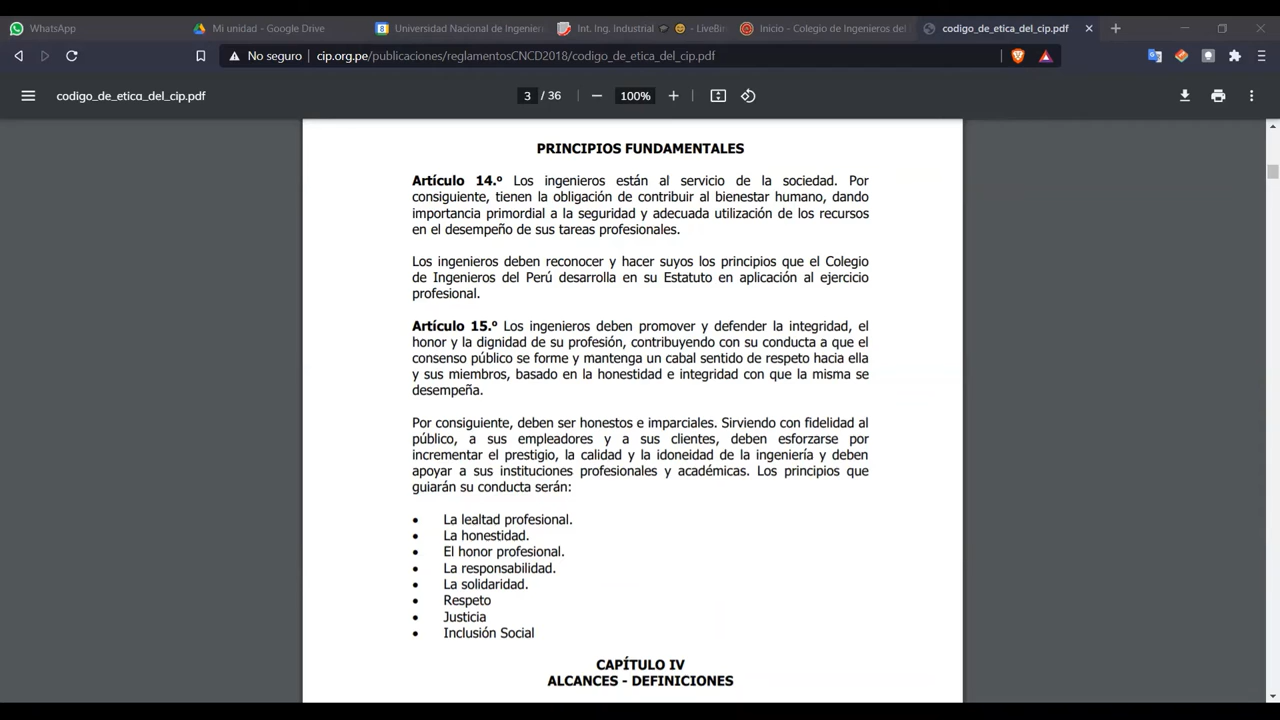 WhatsApp
Mi unidad - Google Drive
Universidad Nacional de Ingenier
Int. Ing. Industrial 🎓 😊 - LiveBin
Inicio - Colegio de Ingenieros del
codigo_de_etica_del_cip.pdf
No seguro
cip.org.pe/publicaciones/reglamentosCNCD2018/codigo_de_etica_del_cip.pdf
codigo_de_etica_del_cip.pdf
3 / 36
100%
PRINCIPIOS FUNDAMENTALES
Artículo 14.º Los ingenieros están al servicio de la sociedad. Por
consiguiente, tienen la obligación de contribuir al bienestar humano, dando
importancia primordial a la seguridad y adecuada utilización de los recursos
en el desempeño de sus tareas profesionales.
Los ingenieros deben reconocer y hacer suyos los principios que el Colegio
de Ingenieros del Perú desarrolla en su Estatuto en aplicación al ejercicio
profesional.
Artículo 15.º Los ingenieros deben promover y defender la integridad, el
honor y la dignidad de su profesión, contribuyendo con su conducta a que el
consenso público se forme y mantenga un cabal sentido de respeto hacia ella
y sus miembros, basado en la honestidad e integridad con que la misma se
desempeña.
Por consiguiente, deben ser honestos e imparciales. Sirviendo con fidelidad al
público, a sus empleadores y a sus clientes, deben esforzarse por
incrementar el prestigio, la calidad y la idoneidad de la ingeniería y deben
apoyar a sus instituciones profesionales y académicas. Los principios que
guiarán su conducta serán:
• La lealtad profesional.
• La honestidad.
• El honor profesional.
• La responsabilidad.
• La solidaridad.
• Respeto
• Justicia
• Inclusión Social
CAPÍTULO IV
ALCANCES - DEFINICIONES